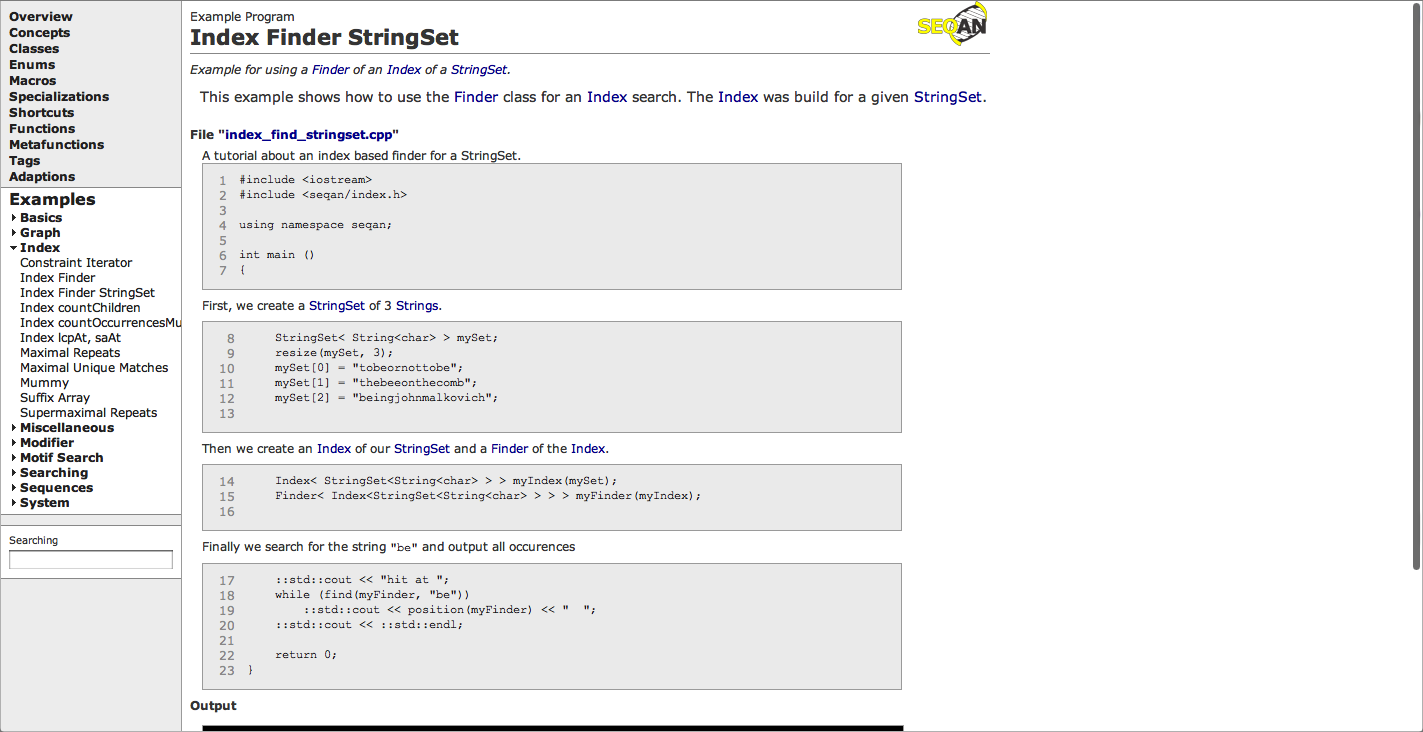 Overview
Concepts
Classes
Enums
Macros
Specializations
Shortcuts
Functions
Metafunctions
Tags
Adaptions
Examples
Basics
Graph
Index
Constraint Iterator
Index Finder
Index Finder StringSet
Index countChildren
Index countOccurrencesMu
Index lcpAt, saAt
Maximal Repeats
Maximal Unique Matches
Mummy
Suffix Array
Supermaximal Repeats
Miscellaneous
Modifier
Motif Search
Searching
Sequences
System
Searching
Example Program
Index Finder StringSet
SEQAN
Example for using a Finder of an Index of a StringSet.
This example shows how to use the Finder class for an Index search. The Index was build for a given StringSet.
File "index_find_stringset.cpp"
A tutorial about an index based finder for a StringSet.
1 #include <iostream>
2 #include <seqan/index.h>
3
4 using namespace seqan;
5
6 int main ()
7 {
First, we create a StringSet of 3 Strings.
8 StringSet< String<char> > mySet;
9 resize(mySet, 3);
10 mySet[0] = "tobeornottobe";
11 mySet[1] = "thebeeonthecomb";
12 mySet[2] = "beingjohnmalkovich";
13
Then we create an Index of our StringSet and a Finder of the Index.
14 Index< StringSet<String<char> > > myIndex(mySet);
15 Finder< Index<StringSet<String<char> > > > myFinder(myIndex);
16
Finally we search for the string "be" and output all occurences
17 ::std::cout << "hit at ";
18 while (find(myFinder, "be"))
19 ::std::cout << position(myFinder) << "  ";
20 ::std::cout << ::std::endl;
21
22 return 0;
23 }
Output